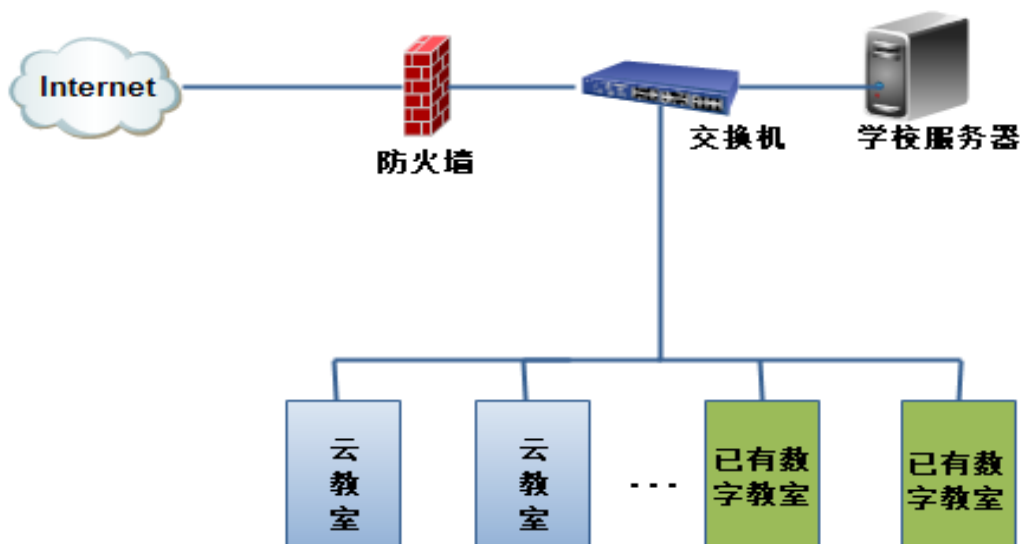 Internet
防火墙
交换机
学校服务器
云
教
室
云
教
室
...
已有数
字教室
已有数
字教室